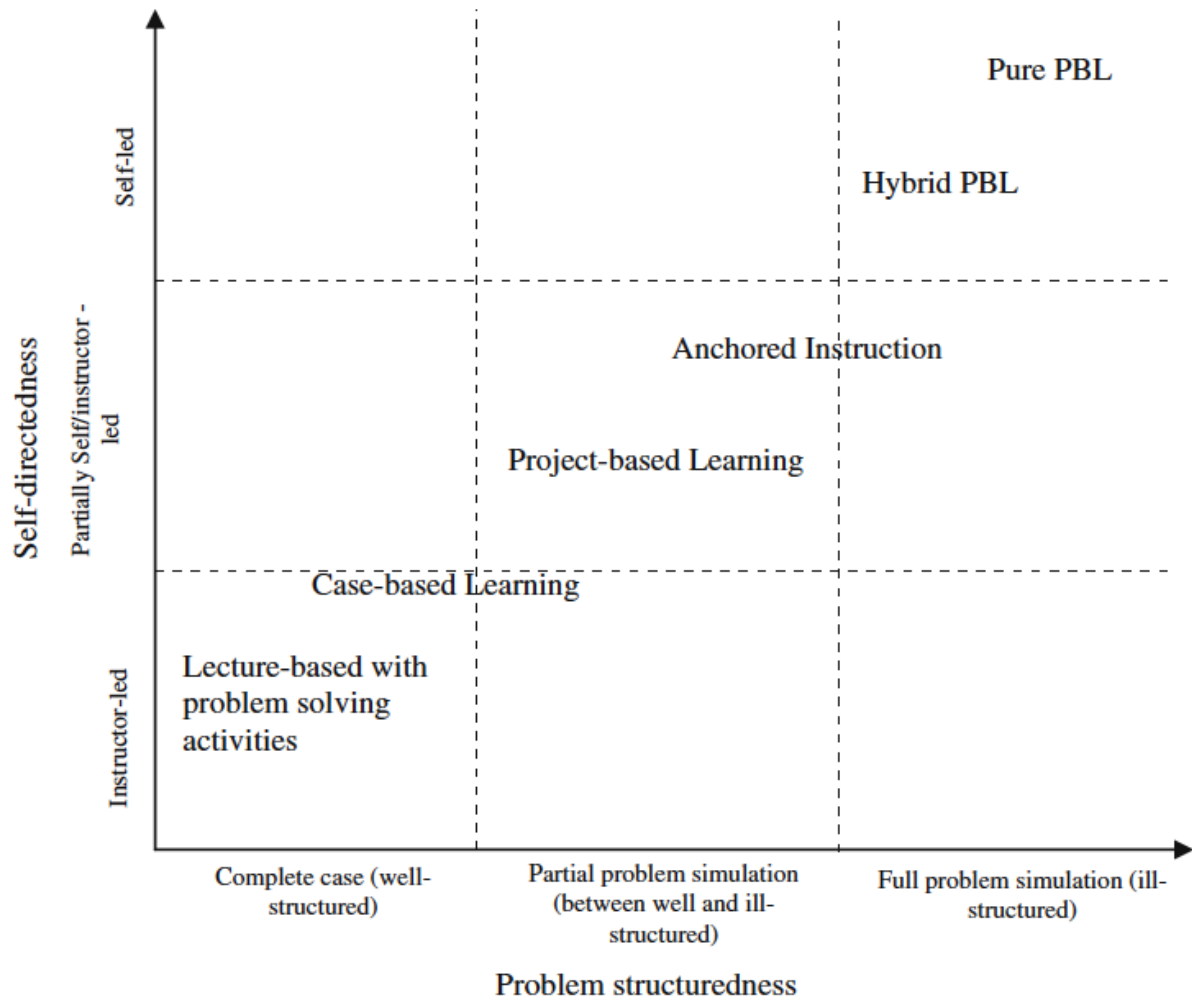 Pure PBL
Self-led
Hybrid PBL
Anchored Instruction
Self-directedness
Partially Self/instructor -
led
Project-based Learning
Case-based Learning
Instructor-led
Lecture-based with
problem solving
activities
Complete case (well-
structured)
Partial problem simulation
(between well and ill-
structured)
Full problem simulation (ill-
structured)
Problem structuredness